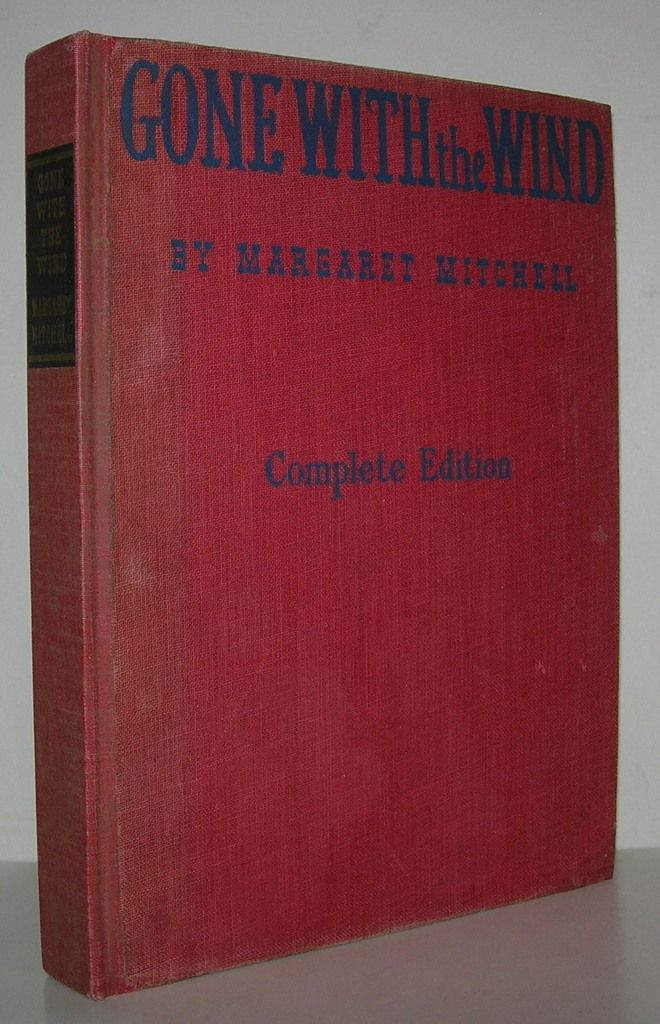 GONE
WITH
THE
WIND
MARGARET
MITCHELL
GONE WITH the WIND
BY MARGARET MITCHELL
Complete Edition